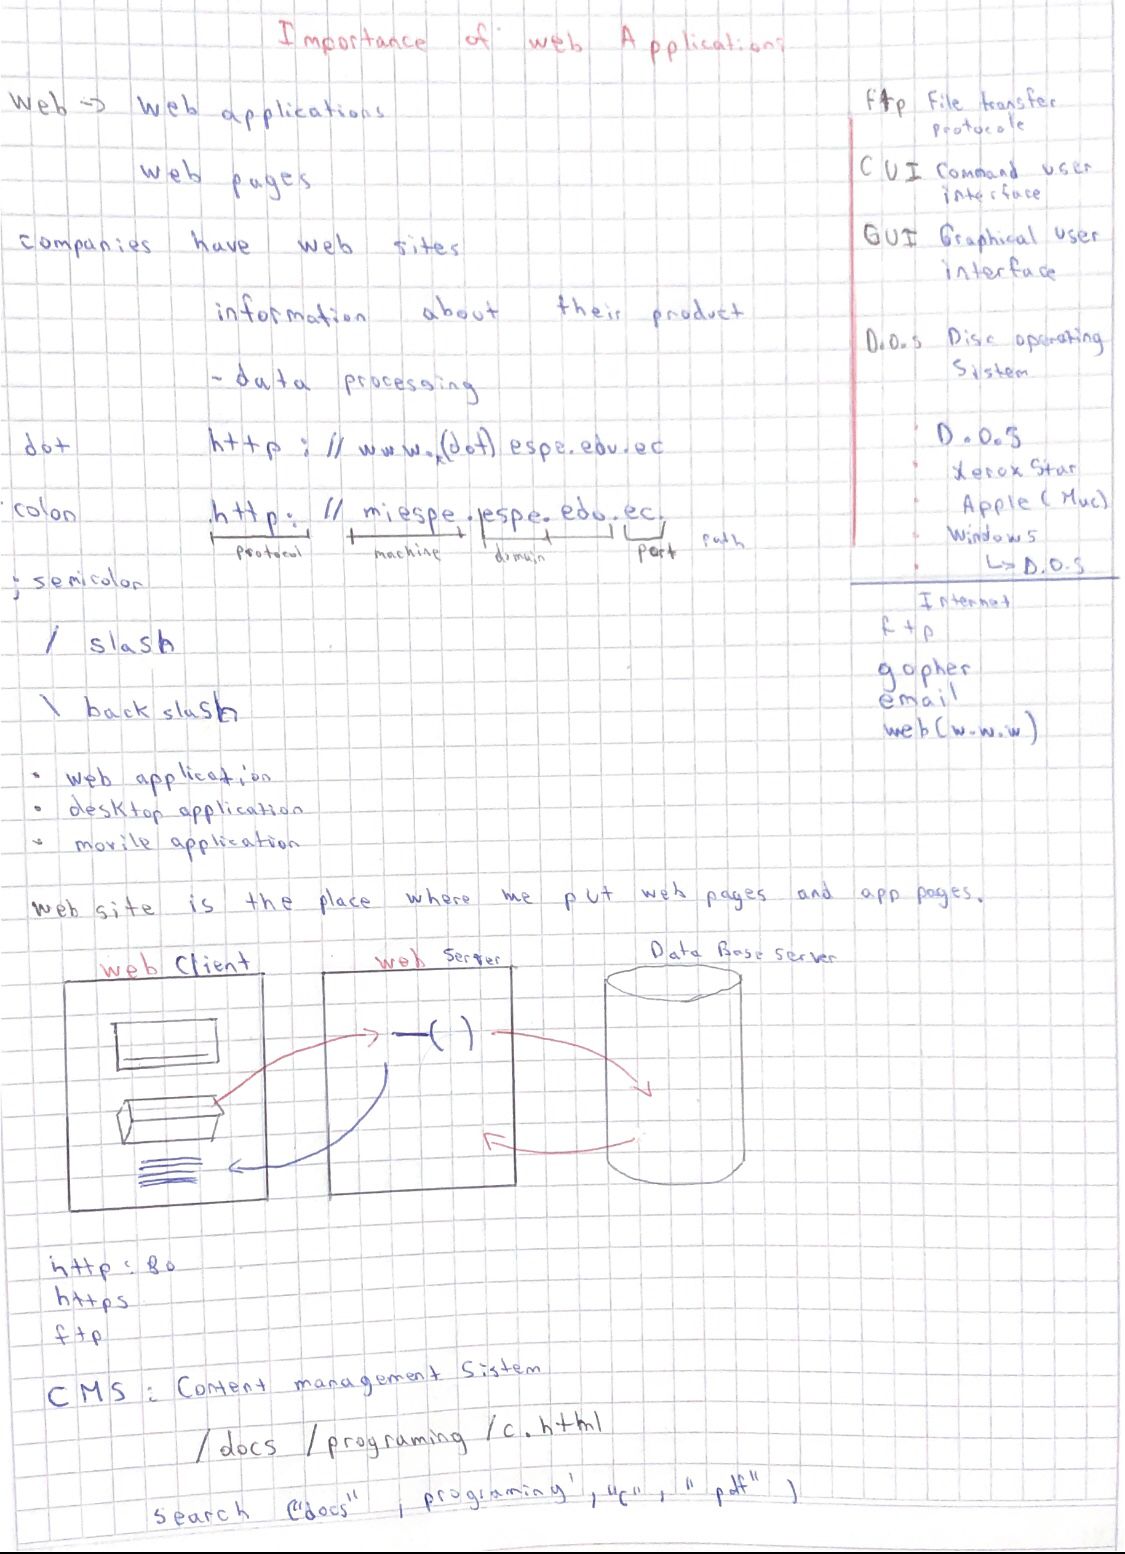 Importance of web Applications
web -> web applications
web pages
companies have web sites
information about their product
- data processing
dot http : // www.(dot) espe.edu.ec
: colon http: // miespe.espe.edu.ec.
protocol machine domain port path
; semicolon
/ slash
\ back slash
• web application
• desktop application
• movile application
web site is the place where we put web pages and app pages.
ftp File transfer
protocole
CUI Command user
interface
GUI Graphical user
interface
D.O.S Disc operating
Sistem
D.O.S
Xerox Star
Apple (Mac)
Windows
↳ D.O.S
Internet
ftp
gopher
email
web (w.w.w)
web Client web Server Data Base server
—( )
http : 80
https
ftp
CMS : Content management Sistem
/docs /programing /c.html
search ("docs" , programing' , "c" , " pdf" )